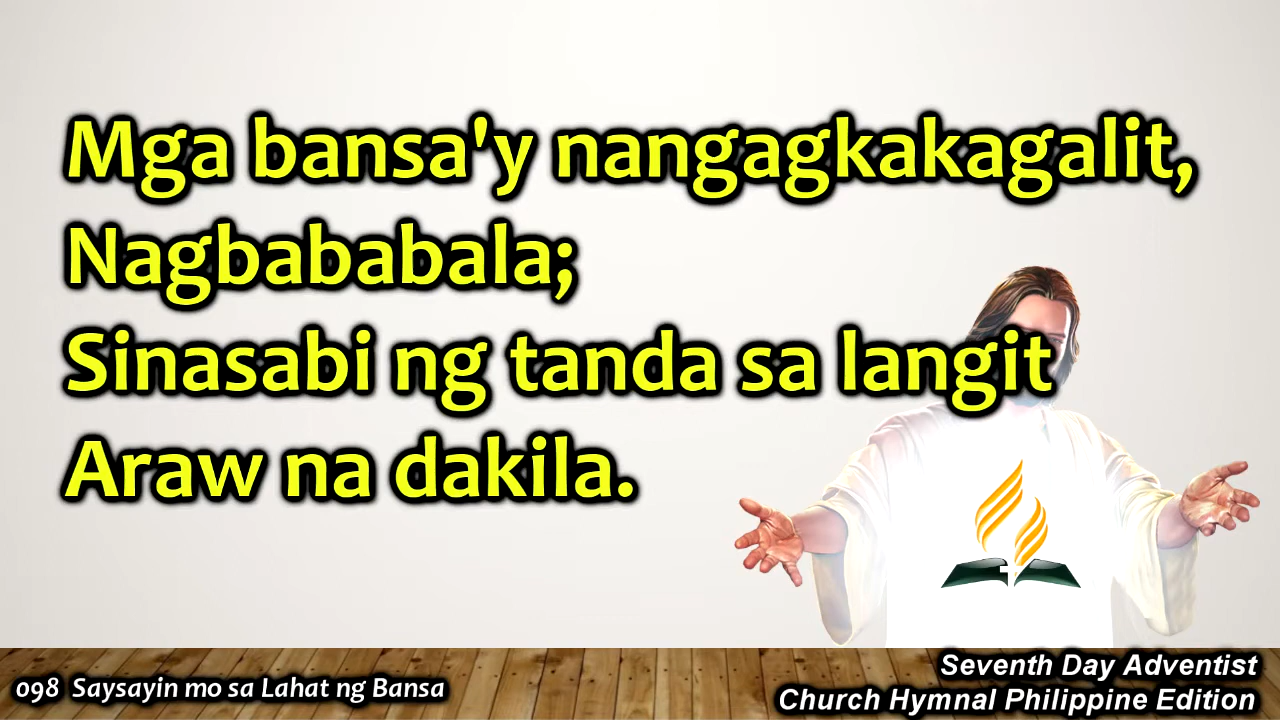 Mga bansa'y nangagkakagalit,
Nagbababala;
Sinasabi ng tanda sa langit
Araw na dakila.
098 Saysayin mo sa Lahat ng Bansa
Seventh Day Adventist
Church Hymnal Philippine Edition